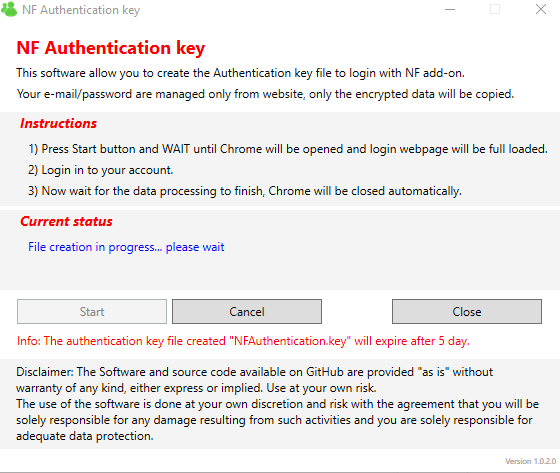 NF Authentication key
NF Authentication key
This software allow you to create the Authentication key file to login with NF add-on.
Your e-mail/password are managed only from website, only the encrypted data will be copied.
Instructions
1) Press Start button and WAIT until Chrome will be opened and login webpage will be full loaded.
2) Login in to your account.
3) Now wait for the data processing to finish, Chrome will be closed automatically.
Current status
File creation in progress... please wait
Start Cancel Close
Info: The authentication key file created "NFAuthentication.key" will expire after 5 day.
Disclaimer: The Software and source code available on GitHub are provided "as is" without
warranty of any kind, either express or implied. Use at your own risk.
The use of the software is done at your own discretion and risk with the agreement that you will be
solely responsible for any damage resulting from such activities and you are solely responsible for
adequate data protection.
Version 1.0.2.0